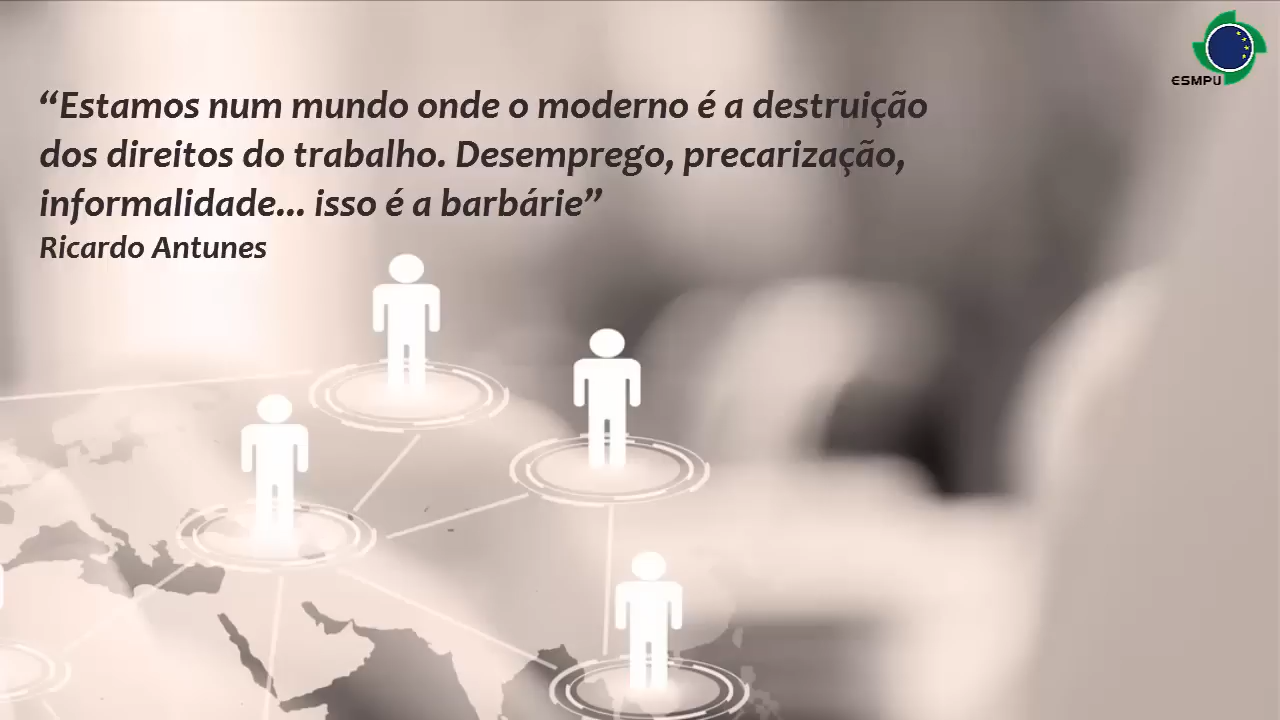 “Estamos num mundo onde o moderno é a destruição
dos direitos do trabalho. Desemprego, precarização,
informalidade... isso é a barbárie”
Ricardo Antunes
ESMPU